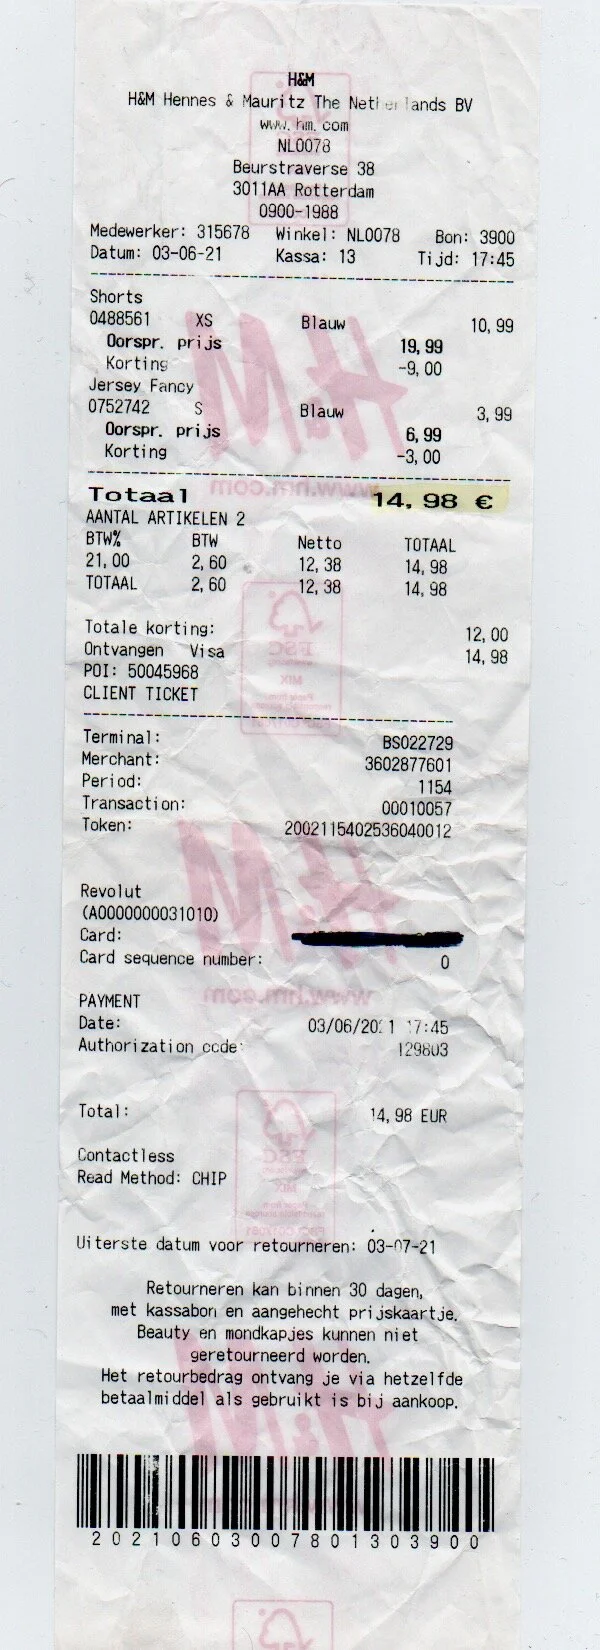 H&M
H&M Hennes & Mauritz The Netherlands BV
www.hm.com
NL0078
Beurstraverse 38
3011AA Rotterdam
0900-1988
Medewerker: 315678 Winkel: NL0078 Bon: 3900
Datum: 03-06-21 Kassa: 13 Tijd: 17:45
Shorts
0488561 XS Blauw 10,99
Oorspr. prijs 19,99
Korting -9,00
Jersey Fancy
0752742 S Blauw 3,99
Oorspr. prijs 6,99
Korting -3,00
Totaal 14,98 €
AANTAL ARTIKELEN 2
BTW% BTW Netto TOTAAL
21,00 2,60 12,38 14,98
TOTAAL 2,60 12,38 14,98
Totale korting: 12,00
Ontvangen Visa 14,98
POI: 50045968
CLIENT TICKET
Terminal: BS022729
Merchant: 3602877601
Period: 1154
Transaction: 00010057
Token: 2002115402536040012
Revolut
(A0000000031010)
Card:
Card sequence number: 0
PAYMENT
Date: 03/06/2021 17:45
Authorization code: 129803
Total: 14,98 EUR
Contactless
Read Method: CHIP
Uiterste datum voor retourneren: 03-07-21
Retourneren kan binnen 30 dagen,
met kassabon en aangehecht prijskaartje.
Beauty en mondkapjes kunnen niet
geretourneerd worden.
Het retourbedrag ontvang je via hetzelfde
betaalmiddel als gebruikt is bij aankoop.
20210603007801303900